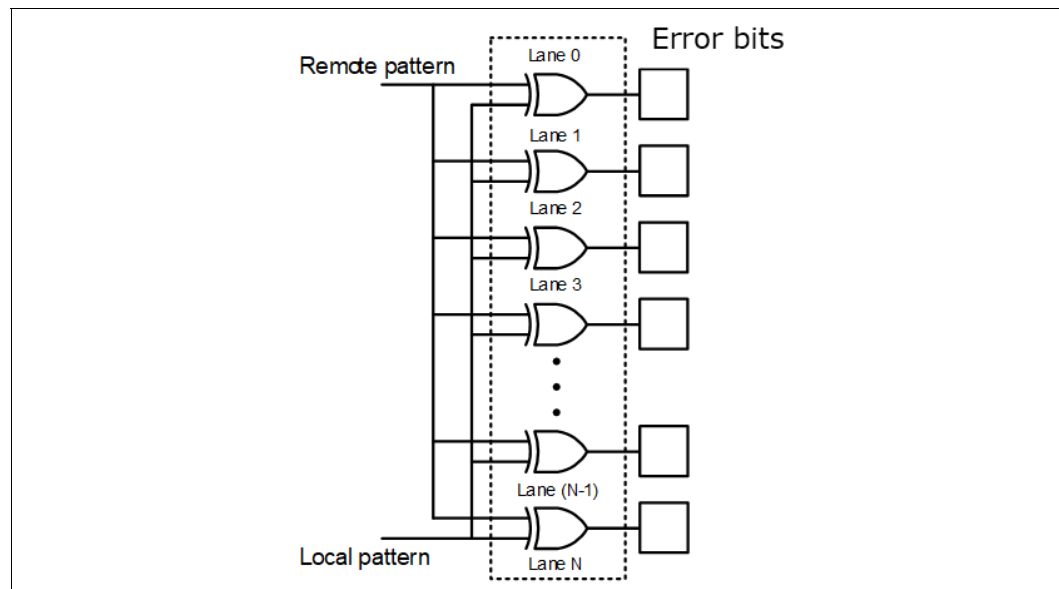 Error bits
Lane 0
Remote pattern
Lane 1
Lane 2
Lane 3
Lane (N-1)
Local pattern
Lane N